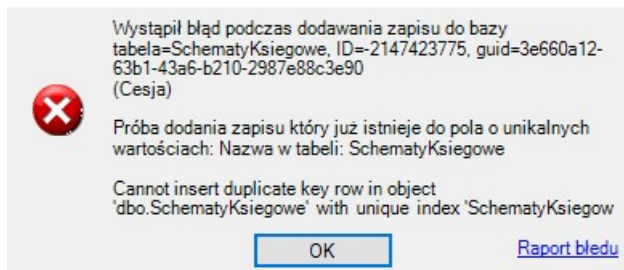 Wystąpił błąd podczas dodawania zapisu do bazy
tabela=SchematyKsiegowe, ID=-2147423775, guid=3e660a12-
63b1-43a6-b210-2987e88c3e90
(Cesja)
Próba dodania zapisu który już istnieje do pola o unikalnych
wartościach: Nazwa w tabeli: SchematyKsiegowe
Cannot insert duplicate key row in object
'dbo.SchematyKsiegowe' with unique index 'SchematyKsiegow
OK
Raport błedu